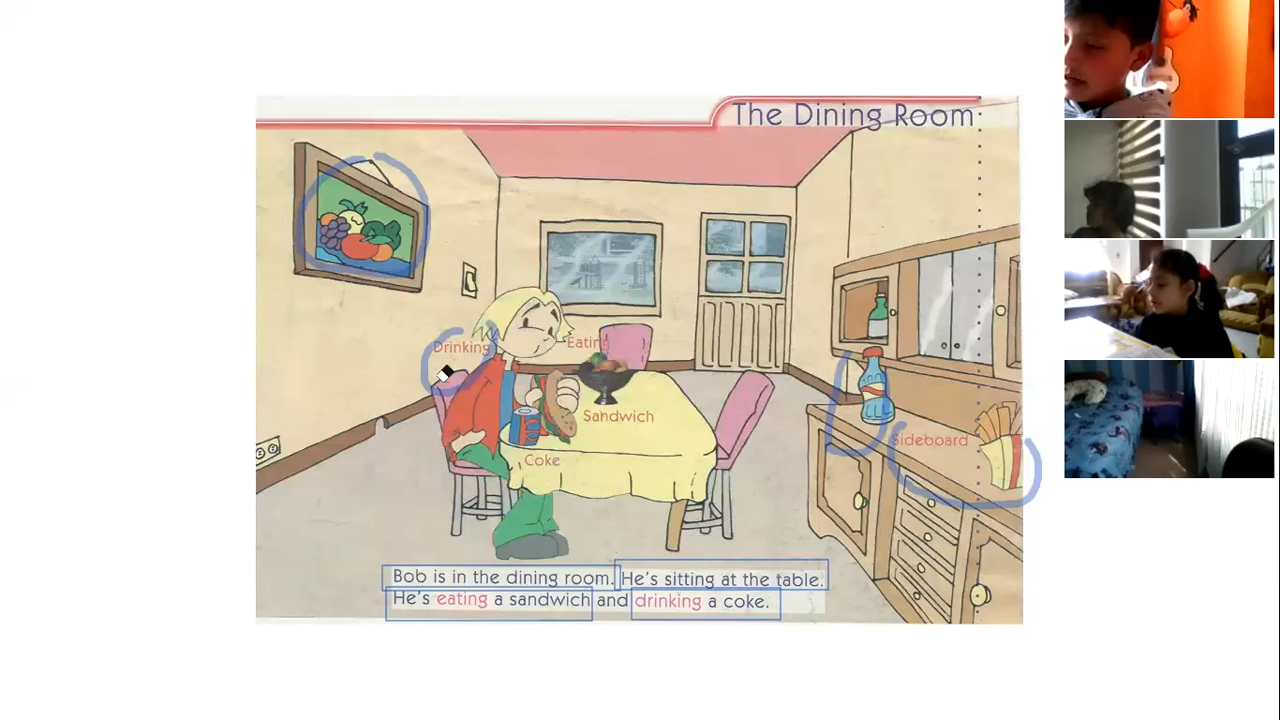 The Dining Room
Drinking
Eating
Sandwich
Sideboard
Coke
Bob is in the dining room. He's sitting at the table.
He's eating a sandwich and drinking a coke.